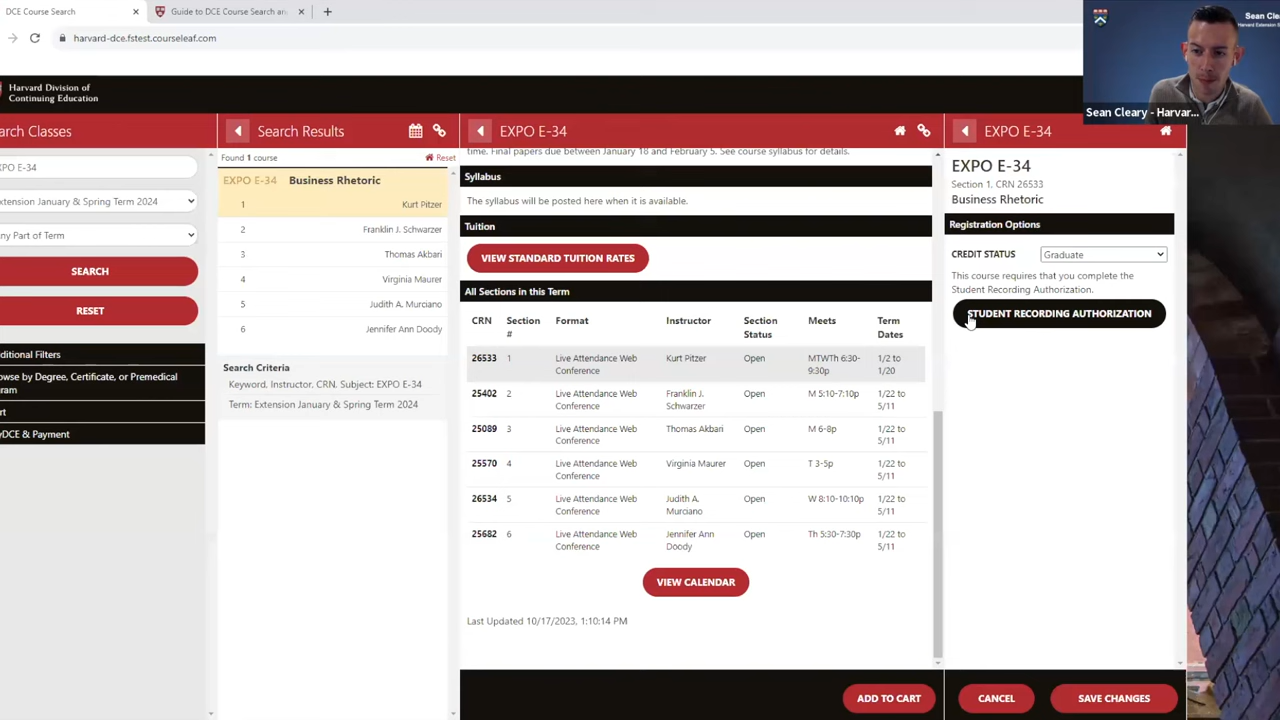 DCE Course Search
Guide to DCE Course Search an
harvard-dce.fstest.courseleaf.com
Sean Clea
Harvard Extension S
Sean Cleary - Harvar...
Harvard Division of
Continuing Education
arch Classes
XPO E-34
xtension January & Spring Term 2024
ny Part of Term
SEARCH
RESET
ditional Filters
owse by Degree, Certificate, or Premedical
gram
rt
yDCE & Payment
Search Results
Found 1 course
Reset
EXPO E-34 Business Rhetoric
1 Kurt Pitzer
2 Franklin J. Schwarzer
3 Thomas Akbari
4 Virginia Maurer
5 Judith A. Murciano
6 Jennifer Ann Doody
Search Criteria
Keyword, Instructor, CRN, Subject: EXPO E-34
Term: Extension January & Spring Term 2024
EXPO E-34
time. Final papers due between January 18 and February 5. See course syllabus for details.
Syllabus
The syllabus will be posted here when it is available.
Tuition
VIEW STANDARD TUITION RATES
All Sections in this Term
CRN Section # Format Instructor Section Status Meets Term Dates
26533 1 Live Attendance Web Conference Kurt Pitzer Open MTWTh 6:30-9:30p 1/2 to 1/20
25402 2 Live Attendance Web Conference Franklin J. Schwarzer Open M 5:10-7:10p 1/22 to 5/11
25089 3 Live Attendance Web Conference Thomas Akbari Open M 6-8p 1/22 to 5/11
25570 4 Live Attendance Web Conference Virginia Maurer Open T 3-5p 1/22 to 5/11
26534 5 Live Attendance Web Conference Judith A. Murciano Open W 8:10-10:10p 1/22 to 5/11
25682 6 Live Attendance Web Conference Jennifer Ann Doody Open Th 5:30-7:30p 1/22 to 5/11
VIEW CALENDAR
Last Updated 10/17/2023, 1:10:14 PM
ADD TO CART
EXPO E-34
EXPO E-34
Section 1, CRN 26533
Business Rhetoric
Registration Options
CREDIT STATUS Graduate
This course requires that you complete the
Student Recording Authorization.
STUDENT RECORDING AUTHORIZATION
CANCEL
SAVE CHANGES